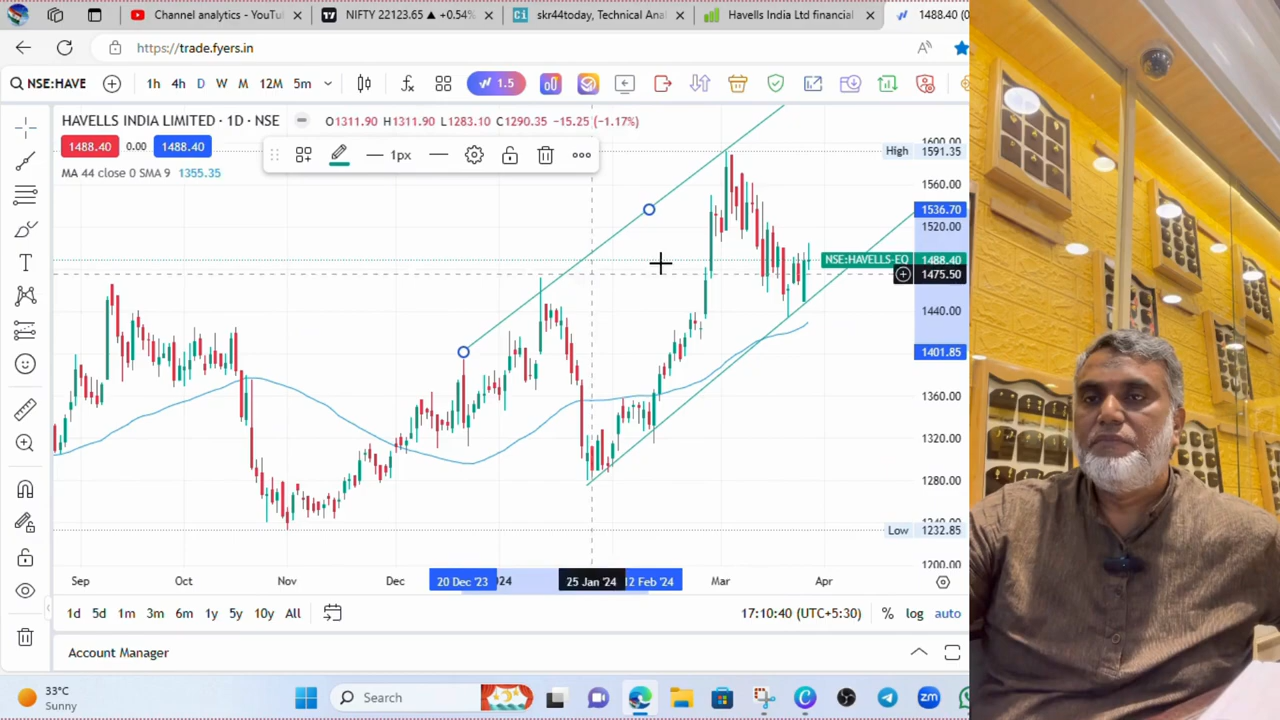 Channel analytics - YouTu
NIFTY 22123.65 ▲ +0.54%
skr44today, Technical Anal
Havells India Ltd financial
1488.40 (0
https://trade.fyers.in
NSE:HAVE
1h 4h D W M 12M 5m
1.5
HAVELLS INDIA LIMITED · 1D · NSE
O1311.90 H1311.90 L1283.10 C1290.35 −15.25 (−1.17%)
1488.40 0.00 1488.40
1px
MA 44 close 0 SMA 9 1355.35
1600.00
High 1591.35
1560.00
1536.70
1520.00
NSE:HAVELLS-EQ 1488.40
1475.50
1440.00
1401.85
1360.00
1320.00
1280.00
1240.00
Low 1232.85
1200.00
Sep Oct Nov Dec 20 Dec '23 25 Jan '24 12 Feb '24 Mar Apr
1d 5d 1m 3m 6m 1y 5y 10y All
17:10:40 (UTC+5:30) % log auto
Account Manager
33°C
Sunny
Search
zm